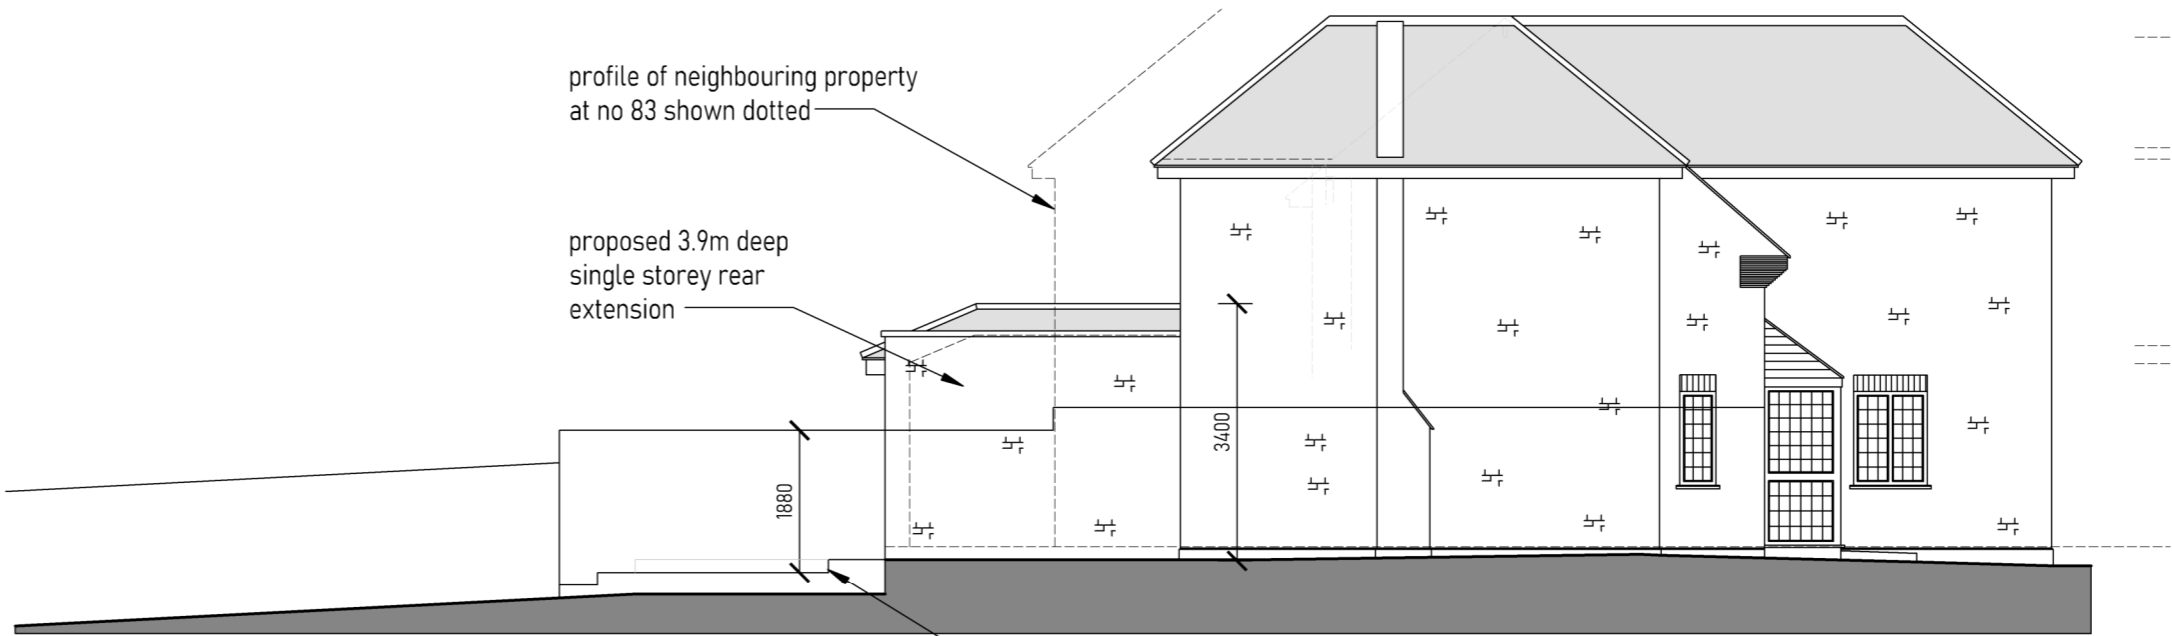 profile of neighbouring property
at no 83 shown dotted
proposed 3.9m deep
single storey rear
extension
3400
1880